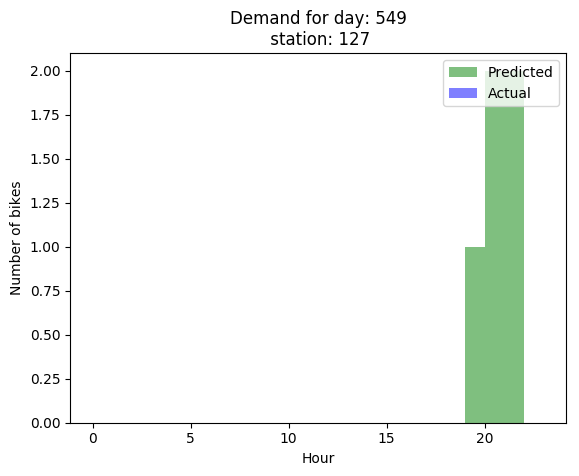 Demand for day: 549
station: 127
Predicted
Actual
Number of bikes
2.00
1.75
1.50
1.25
1.00
0.75
0.50
0.25
0.00
0 5 10 15 20
Hour